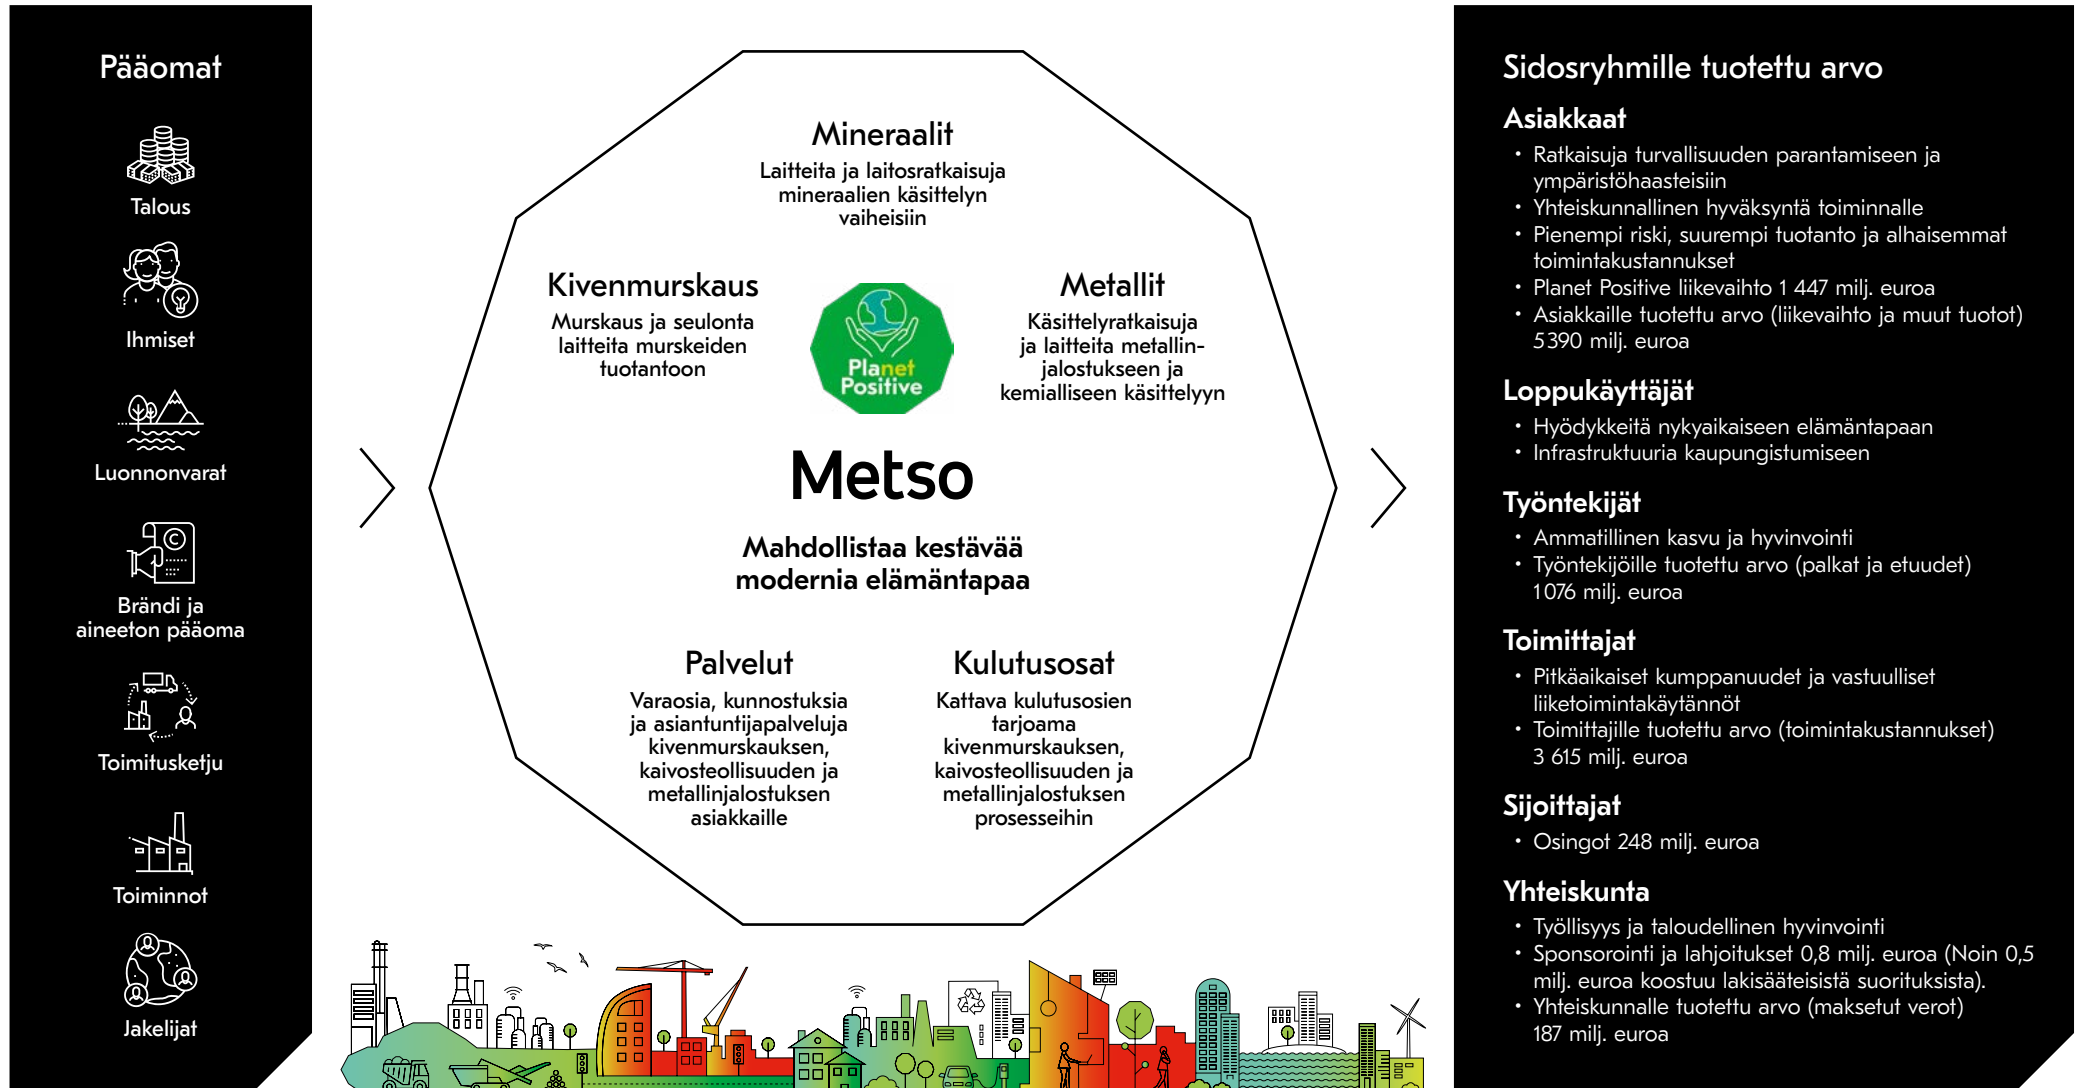 Pääomat
Talous
Ihmiset
Luonnonvarat
©
Brändi ja
aineeton pääoma
Toimitusketju
Toiminnot
Jakelijat
Mineraalit
Laitteita ja laitosratkaisuja
mineraalien käsittelyn
vaiheisiin
Kivenmurskaus
Murskaus ja seulonta
laitteita murskeiden
tuotantoon
Planet
Positive
Metallit
Käsittelyratkaisuja
ja laitteita metallin-
jalostukseen ja
kemialliseen käsittelyyn
Metso
Mahdollistaa kestävää
modernia elämäntapaa
Palvelut
Varaosia, kunnostuksia
ja asiantuntijapalveluja
kivenmurskauksen,
kaivosteollisuuden ja
metallinjalostuksen
asiakkaille
Kulutusosat
Kattava kulutusosien
tarjoama
kivenmurskauksen,
kaivosteollisuuden ja
metallinjalostuksen
prosesseihin
Sidosryhmille tuotettu arvo
Asiakkaat
• Ratkaisuja turvallisuuden parantamiseen ja
ympäristöhaasteisiin
• Yhteiskunnallinen hyväksyntä toiminnalle
• Pienempi riski, suurempi tuotanto ja alhaisemmat
toimintakustannukset
• Planet Positive liikevaihto 1 447 milj. euroa
• Asiakkaille tuotettu arvo (liikevaihto ja muut tuotot)
5 390 milj. euroa
Loppukäyttäjät
• Hyödykkeitä nykyaikaiseen elämäntapaan
• Infrastruktuuria kaupungistumiseen
Työntekijät
• Ammatillinen kasvu ja hyvinvointi
• Työntekijöille tuotettu arvo (palkat ja etuudet)
1 076 milj. euroa
Toimittajat
• Pitkäaikaiset kumppanuudet ja vastuulliset
liiketoimintakäytännöt
• Toimittajille tuotettu arvo (toimintakustannukset)
3 615 milj. euroa
Sijoittajat
• Osingot 248 milj. euroa
Yhteiskunta
• Työllisyys ja taloudellinen hyvinvointi
• Sponsorointi ja lahjoitukset 0,8 milj. euroa (Noin 0,5
milj. euroa koostuu lakisääteisistä suorituksista).
• Yhteiskunnalle tuotettu arvo (maksetut verot)
187 milj. euroa